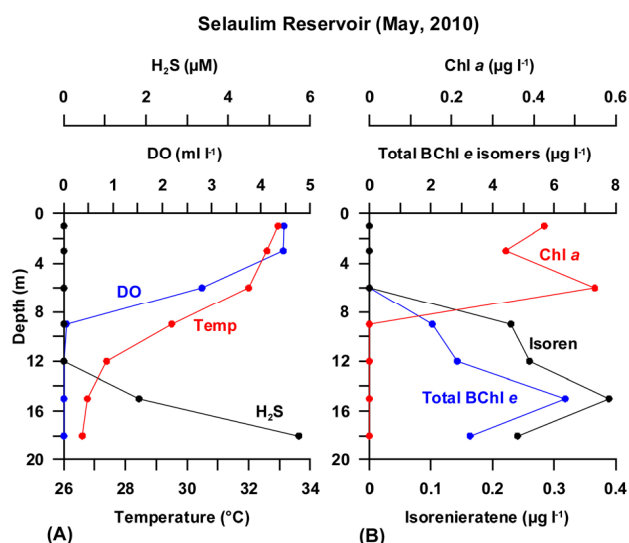 Selaulim Reservoir (May, 2010)
H₂S (µM)
0 2 4 6
DO (ml l⁻¹)
0 1 2 3 4 5
0
4
8
12
16
20
Depth (m)
DO
Temp
H₂S
26 28 30 32 34
Temperature (°C)
(A)
Chl a (µg l⁻¹)
0 0.2 0.4 0.6
Total BChl e isomers (µg l⁻¹)
0 2 4 6 8
0
4
8
12
16
20
Chl a
Isoren
Total BChl e
0 0.1 0.2 0.3 0.4
Isorenieratene (µg l⁻¹)
(B)